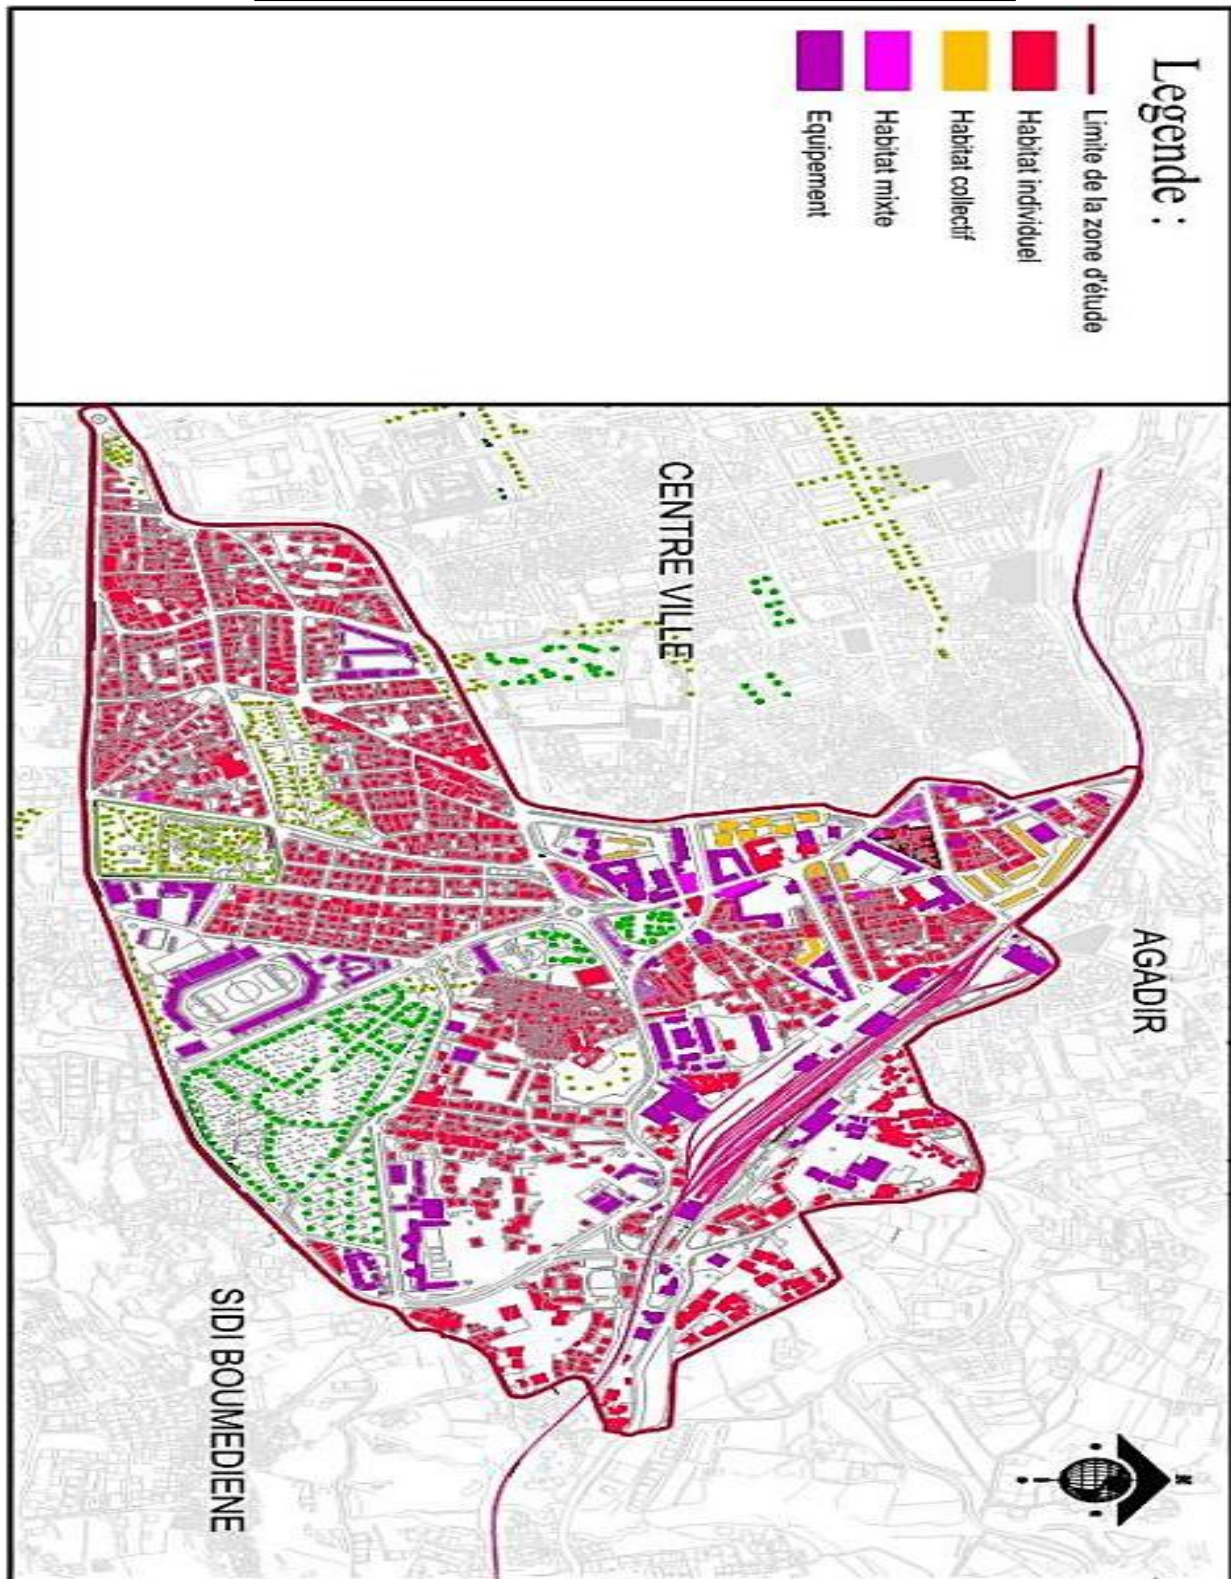 Legende :
Limite de la zone d'étude
Habitat individuel
Habitat collectif
Habitat mixte
Equipement
CENTRE VILLE
AGADIR
SIDI BOUMEDIENE
N